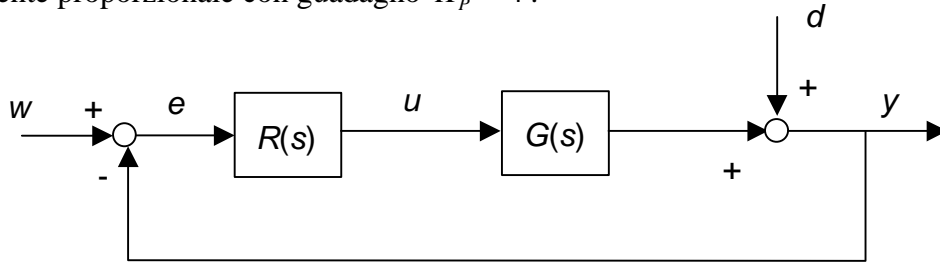 ente proporzionale con guadagno K
d
w + e u + y
R(s) G(s)
- +